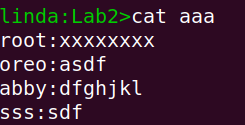 linda:Lab2>cat aaa
root:xxxxxxxx
oreo:asdf
abby:dfghjkl
sss:sdf